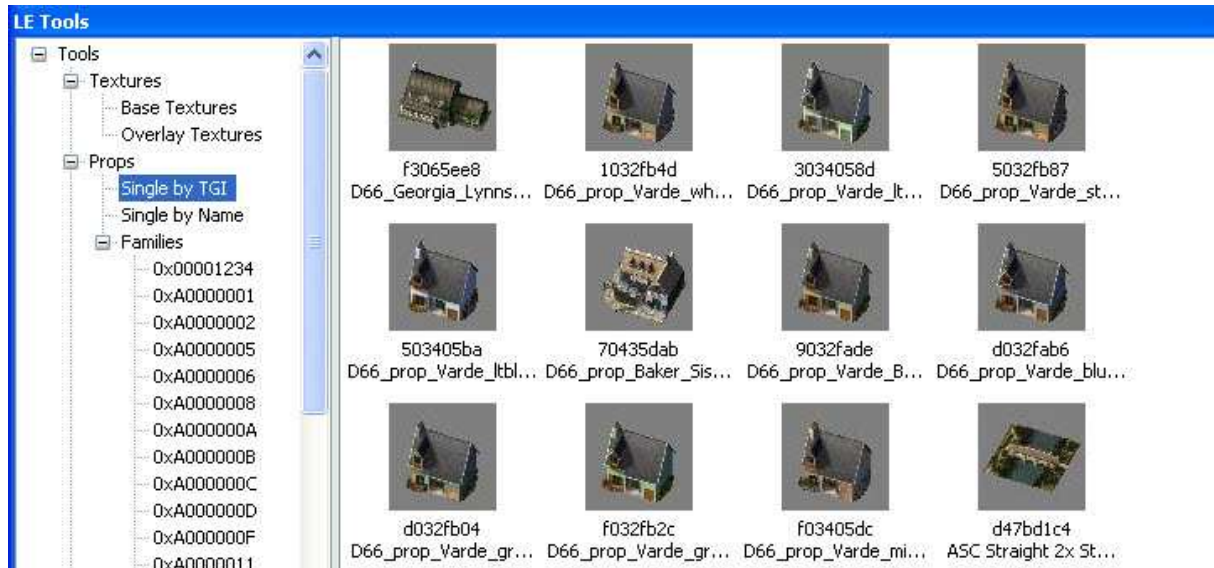 LE Tools
Tools
Textures
Base Textures
Overlay Textures
Props
Single by TGI
Single by Name
Families
0x00001234
0xA0000001
0xA0000002
0xA0000005
0xA0000006
0xA0000008
0xA000000A
0xA000000B
0xA000000C
0xA000000D
0xA000000F
0xA0000011
f3065ee8 1032fb4d 3034058d 5032fb87
D66_Georgia_Lynns... D66_prop_Varde_wh... D66_prop_Varde_lt... D66_prop_Varde_st...
503405ba 70435dab 9032fade d032fab6
D66_prop_Varde_ltbl... D66_prop_Baker_Sis... D66_prop_Varde_B... D66_prop_Varde_blu...
d032fb04 f032fb2c f03405dc d47bd1c4
D66_prop_Varde_gr... D66_prop_Varde_gr... D66_prop_Varde_mi... ASC Straight 2x St...